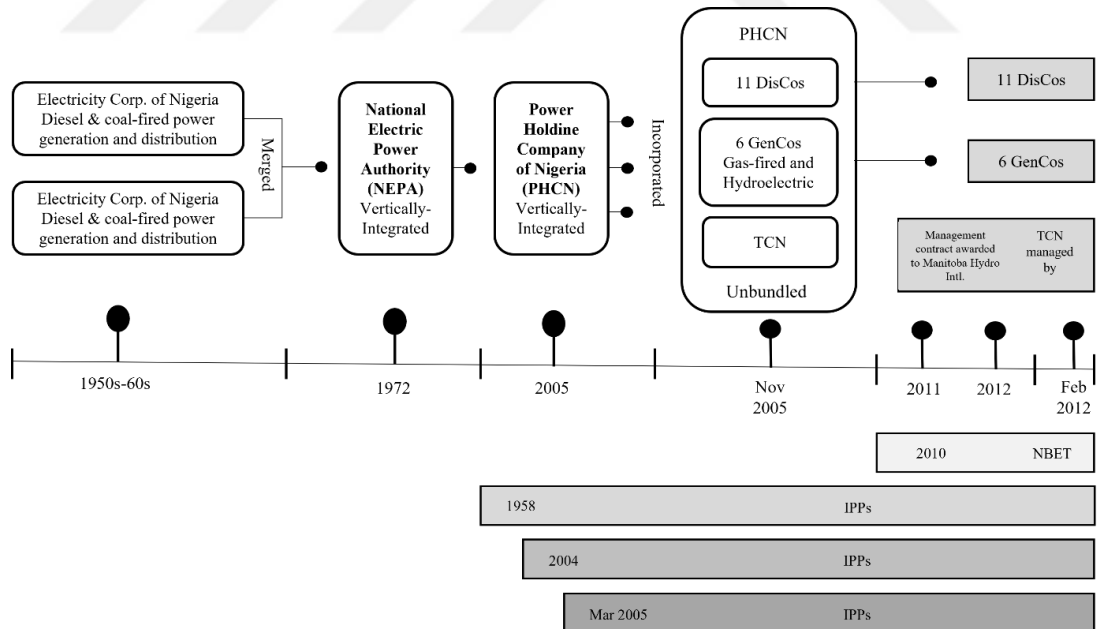 Electricity Corp. of Nigeria
Diesel & coal-fired power
generation and distribution
Electricity Corp. of Nigeria
Diesel & coal-fired power
generation and distribution
Merged
National
Electric
Power
Authority
(NEPA)
Vertically-
Integrated
Power
Holdine
Company
of Nigeria
(PHCN)
Vertically-
Integrated
Incorporated
PHCN
11 DisCos
6 GenCos
Gas-fired and
Hydroelectric
TCN
Unbundled
11 DisCos
6 GenCos
Management
contract awarded
to Manitoba Hydro
Intl.
TCN
managed
by
1950s-60s
1972
2005
Nov
2005
2011
2012
Feb
2012
2010 NBET
1958 IPPs
2004 IPPs
Mar 2005 IPPs